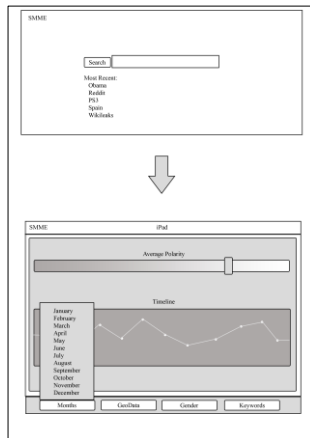 SMME
Search
Most Recent:
Obama
Reddit
PS3
Spain
Wikileaks
SMME iPad
Average Polarity
Timeline
January
February
March
April
May
June
July
August
September
October
November
December
Months GeoData Gender Keywords